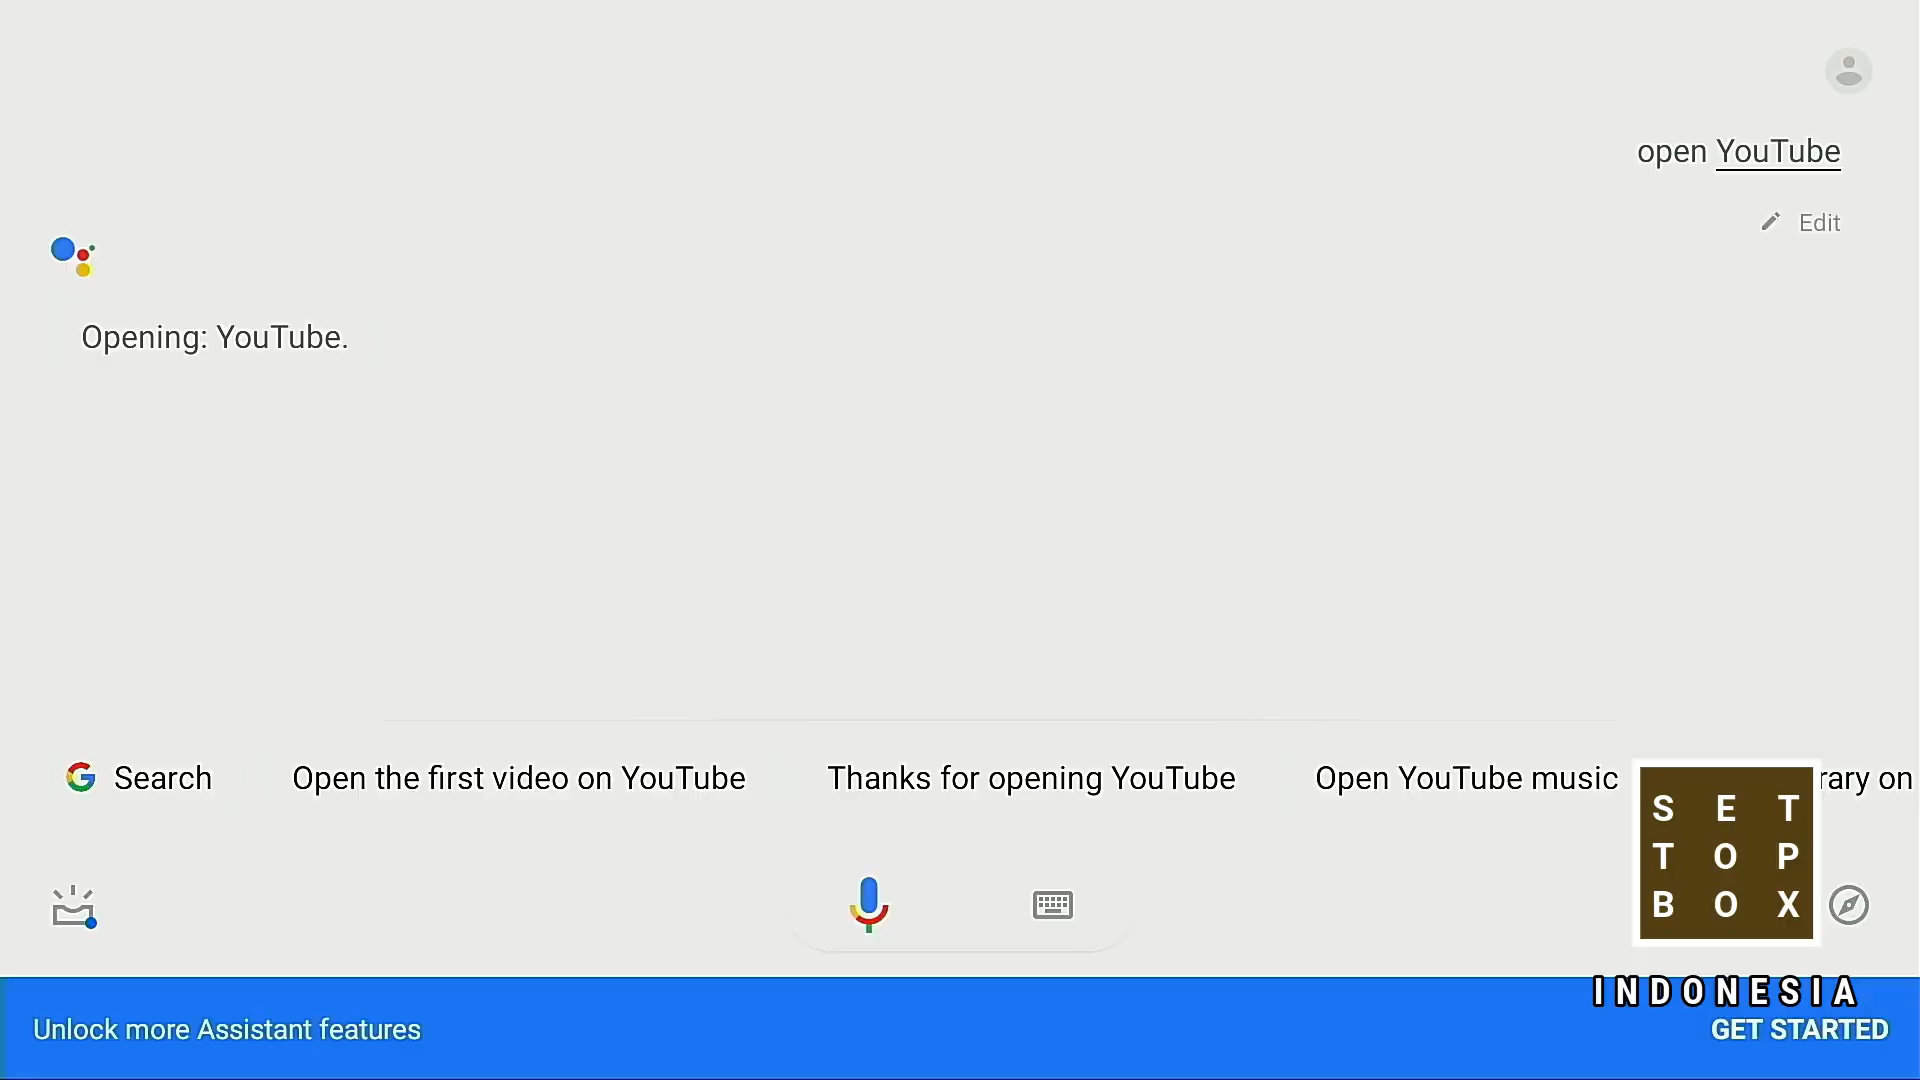 open YouTube
Edit
Opening: YouTube.
Search
Open the first video on YouTube
Thanks for opening YouTube
Open YouTube music
rary on
S E T
T O P
B O X
INDONESIA
Unlock more Assistant features
GET STARTED